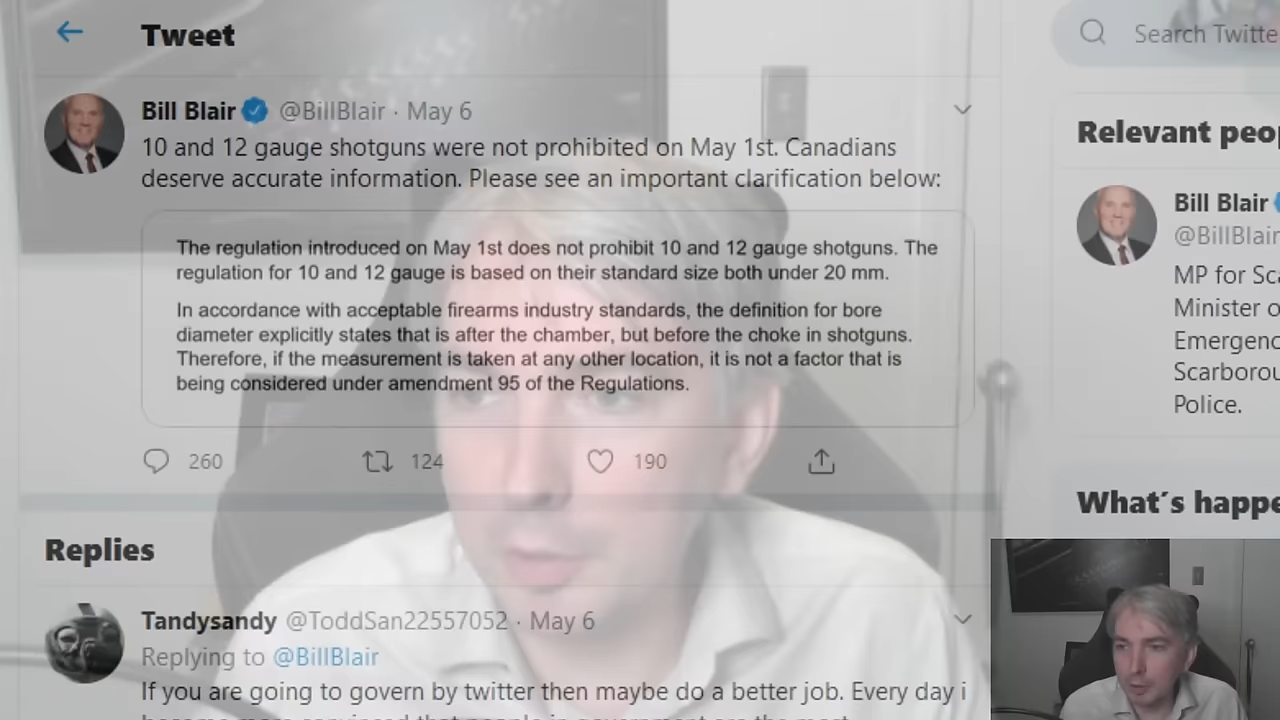 Tweet
Search Twitte
Bill Blair @BillBlair · May 6
10 and 12 gauge shotguns were not prohibited on May 1st. Canadians
deserve accurate information. Please see an important clarification below:
The regulation introduced on May 1st does not prohibit 10 and 12 gauge shotguns. The
regulation for 10 and 12 gauge is based on their standard size both under 20 mm.
In accordance with acceptable firearms industry standards, the definition for bore
diameter explicitly states that is after the chamber, but before the choke in shotguns.
Therefore, if the measurement is taken at any other location, it is not a factor that is
being considered under amendment 95 of the Regulations.
260 124 190
Replies
Tandysandy @ToddSan22557052 · May 6
Replying to @BillBlair
If you are going to govern by twitter then maybe do a better job. Every day i
Relevant peop
Bill Blair
@BillBlair
MP for Sca
Minister o
Emergenc
Scarborou
Police.
What's happe